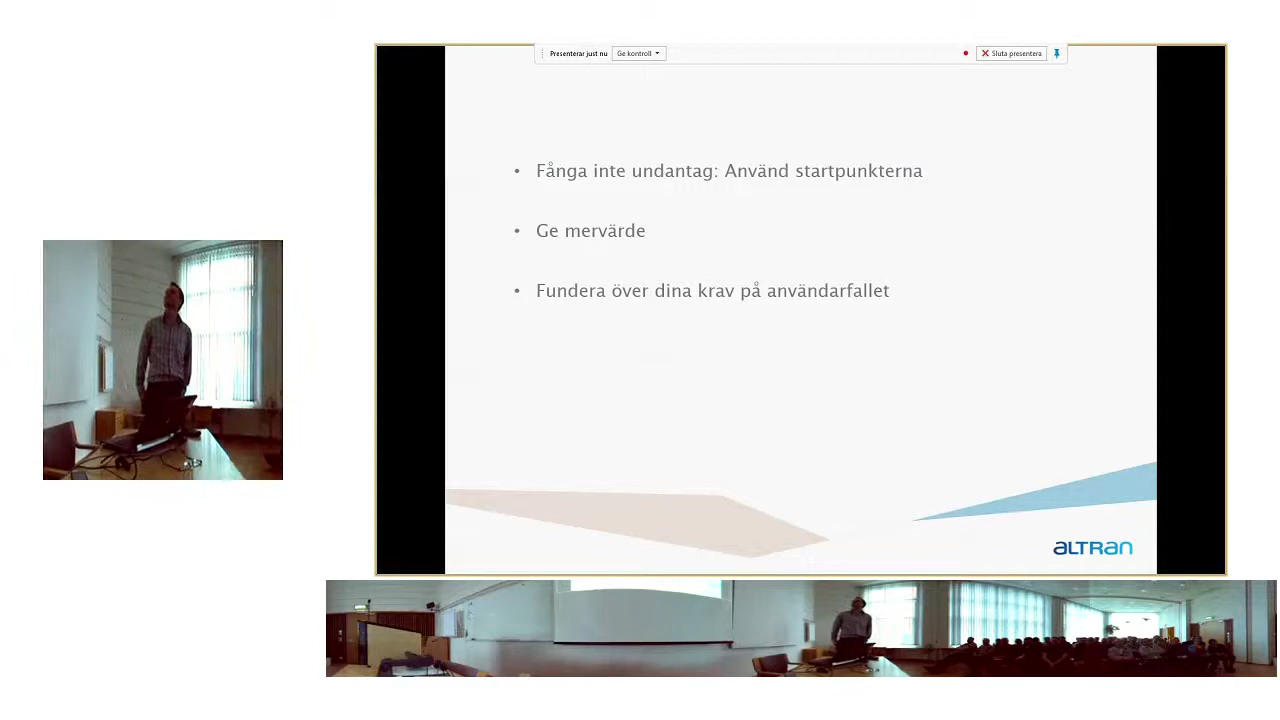 Presenterar just nu
Ge kontroll
Sluta presentera
• Fånga inte undantag: Använd startpunkterna
• Ge mervärde
• Fundera över dina krav på användarfallet
ALTRAN